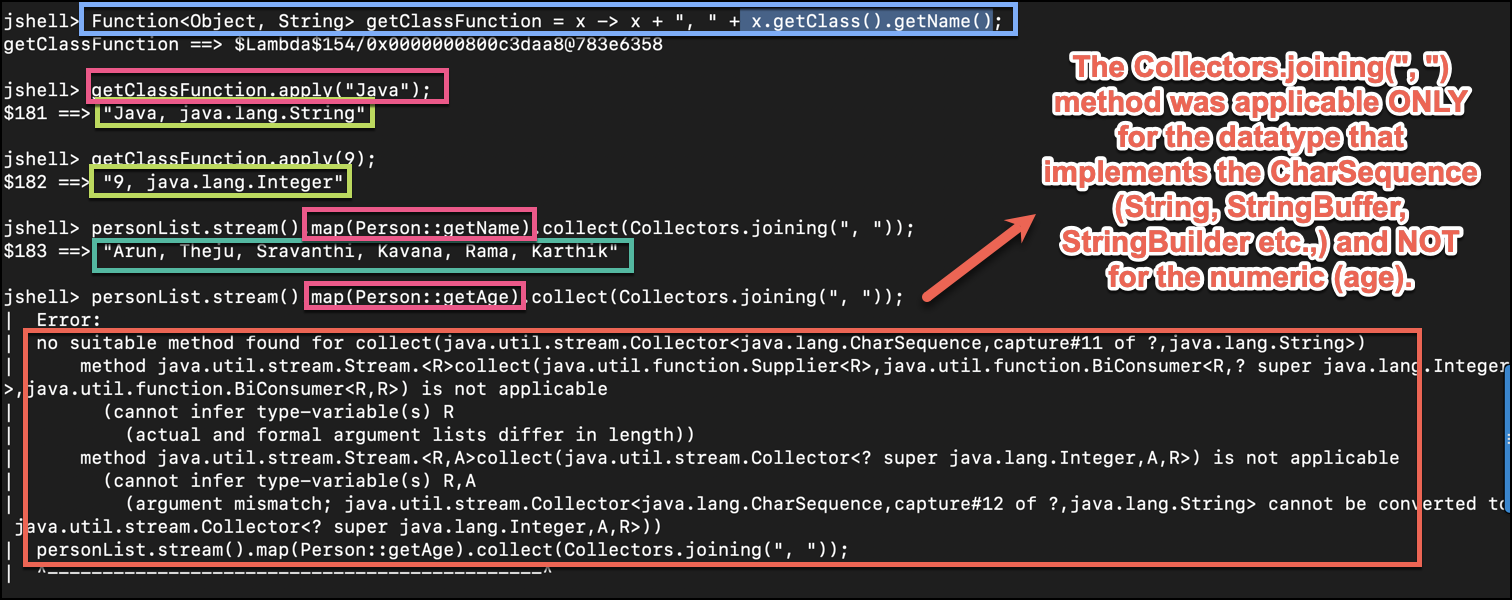 jshell> Function<Object, String> getClassFunction = x -> x + ", " + x.getClass().getName();
getClassFunction ==> $Lambda$154/0x0000000800c3daa8@783e6358
jshell> getClassFunction.apply("Java");
$181 ==> "Java, java.lang.String"
jshell> getClassFunction.apply(9);
$182 ==> "9, java.lang.Integer"
jshell> personList.stream().map(Person::getName).collect(Collectors.joining(", "));
$183 ==> "Arun, Theju, Sravanthi, Kavana, Rama, Karthik"
jshell> personList.stream().map(Person::getAge).collect(Collectors.joining(", "));
|  Error:
|  no suitable method found for collect(java.util.stream.Collector<java.lang.CharSequence,capture#11 of ?,java.lang.String>)
|      method java.util.stream.Stream.<R>collect(java.util.function.Supplier<R>,java.util.function.BiConsumer<R,? super java.lang.Integer
>,java.util.function.BiConsumer<R,R>) is not applicable
|        (cannot infer type-variable(s) R
|          (actual and formal argument lists differ in length))
|      method java.util.stream.Stream.<R,A>collect(java.util.stream.Collector<? super java.lang.Integer,A,R>) is not applicable
|        (cannot infer type-variable(s) R,A
|          (argument mismatch; java.util.stream.Collector<java.lang.CharSequence,capture#12 of ?,java.lang.String> cannot be converted to
java.util.stream.Collector<? super java.lang.Integer,A,R>))
|  personList.stream().map(Person::getAge).collect(Collectors.joining(", "));
|  ^--------------------------------------------^
The Collectors.joining(", ")
method was applicable ONLY
for the datatype that
implements the CharSequence
(String, StringBuffer,
StringBuilder etc.,) and NOT
for the numeric (age).